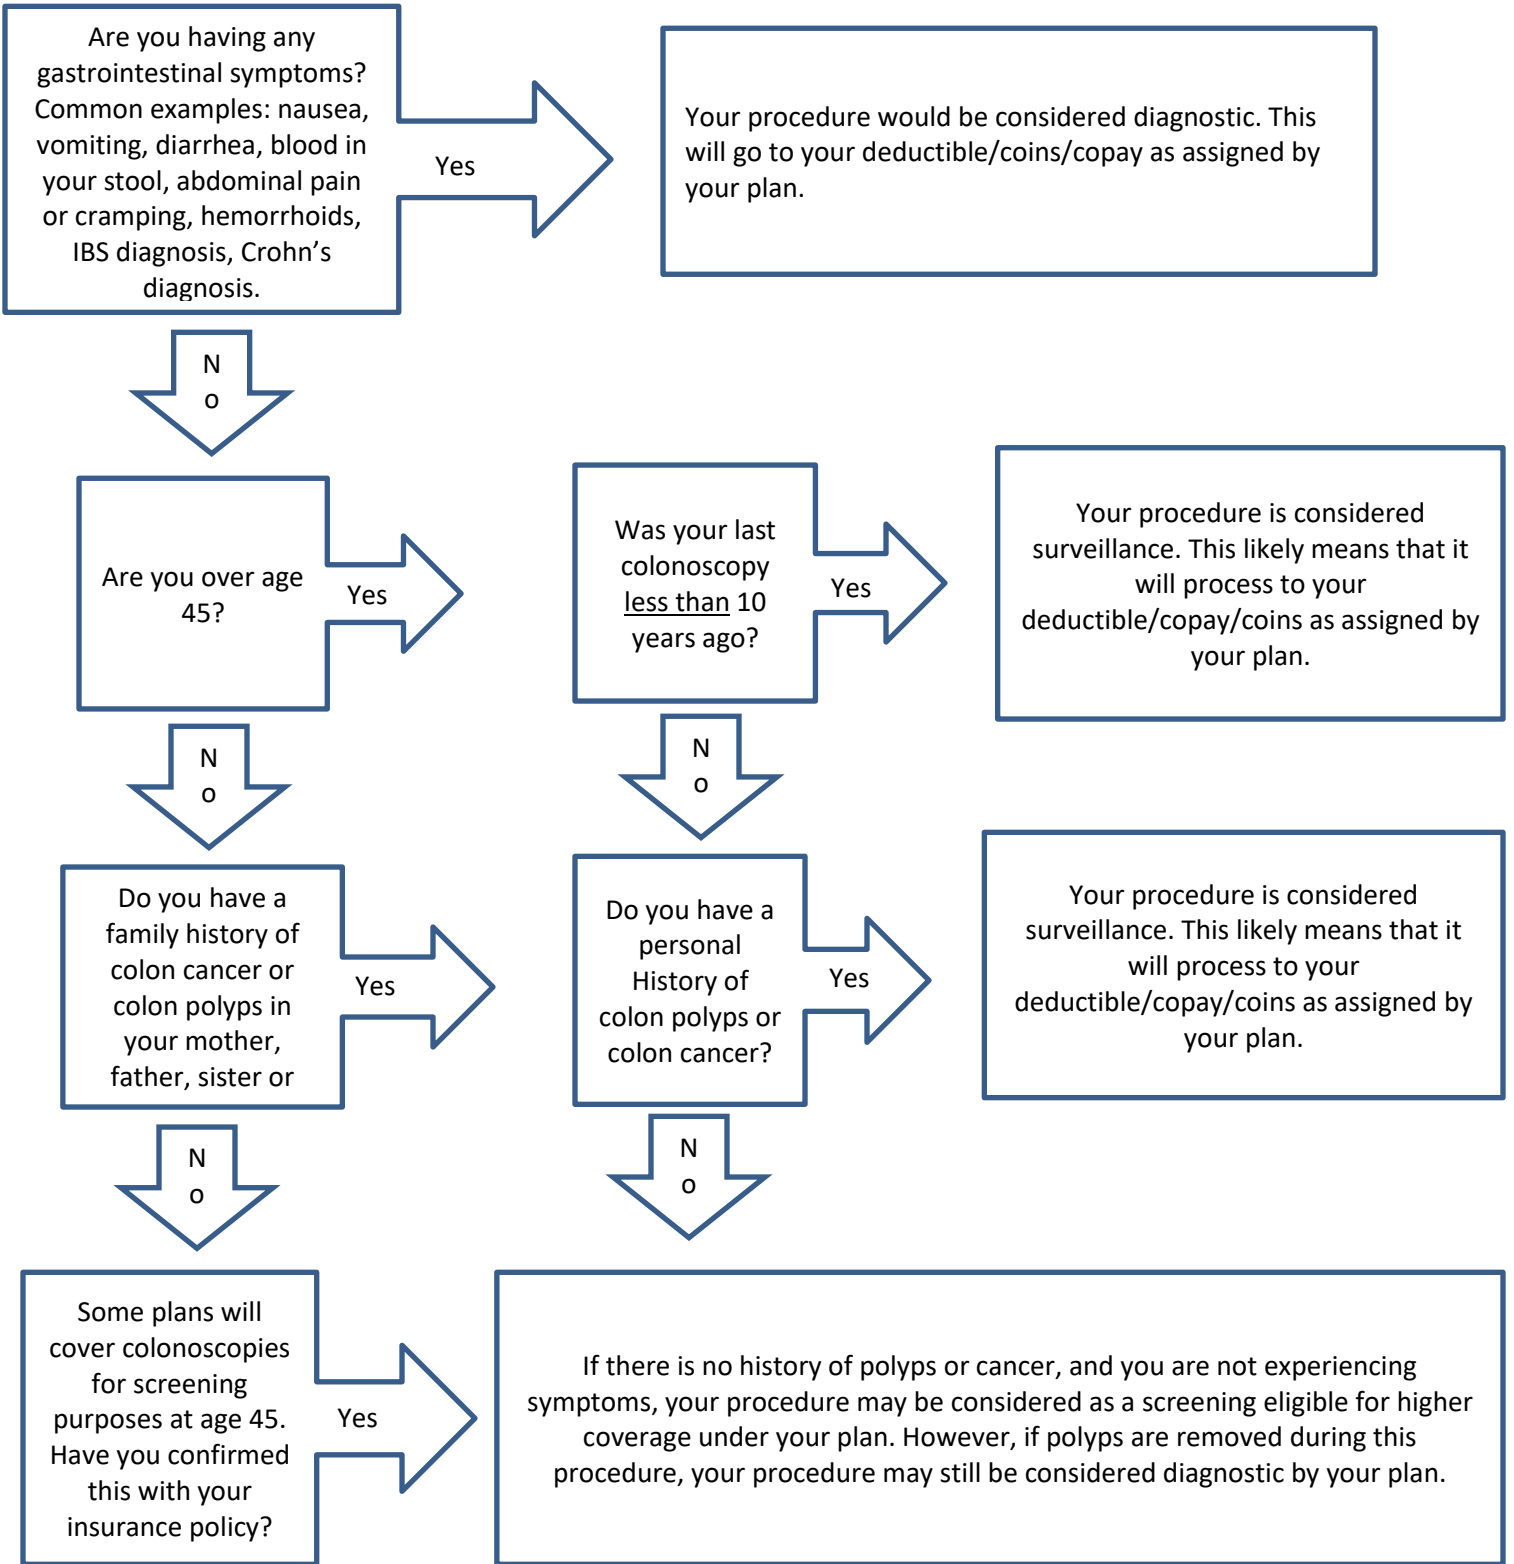 Are you having any
gastrointestinal symptoms?
Common examples: nausea,
vomiting, diarrhea, blood in
your stool, abdominal pain
or cramping, hemorrhoids,
IBS diagnosis, Crohn’s
diagnosis.
Yes
Your procedure would be considered diagnostic. This
will go to your deductible/coins/copay as assigned by
your plan.
N
o
Are you over age
45?
Yes
Was your last
colonoscopy
less than 10
years ago?
Yes
Your procedure is considered
surveillance. This likely means that it
will process to your
deductible/copay/coins as assigned by
your plan.
N
o
N
o
Do you have a
family history of
colon cancer or
colon polyps in
your mother,
father, sister or
Yes
Do you have a
personal
History of
colon polyps or
colon cancer?
Yes
Your procedure is considered
surveillance. This likely means that it
will process to your
deductible/copay/coins as assigned by
your plan.
N
o
N
o
Some plans will
cover colonoscopies
for screening
purposes at age 45.
Have you confirmed
this with your
insurance policy?
Yes
If there is no history of polyps or cancer, and you are not experiencing
symptoms, your procedure may be considered as a screening eligible for higher
coverage under your plan. However, if polyps are removed during this
procedure, your procedure may still be considered diagnostic by your plan.